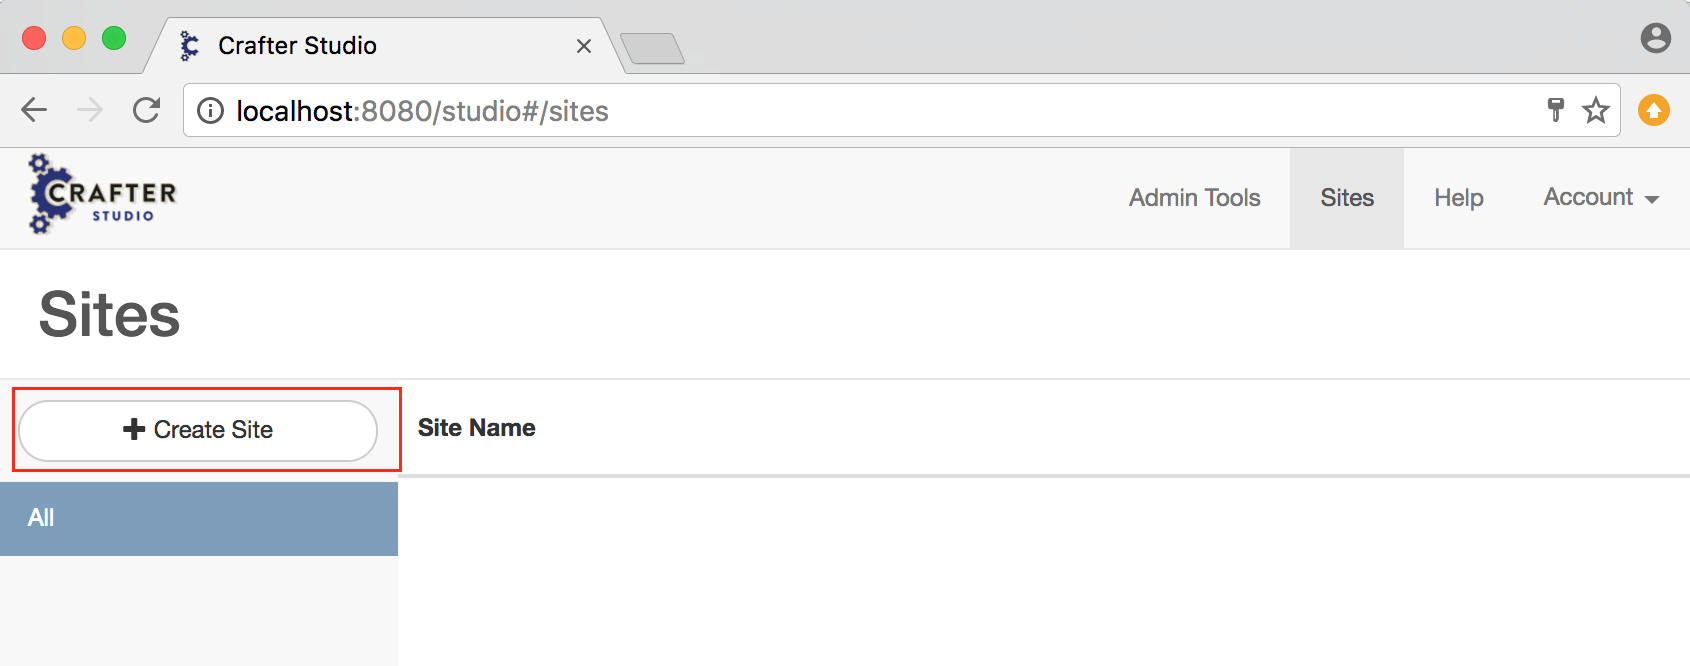 Crafter Studio
localhost:8080/studio#/sites
CRAFTER
STUDIO
Admin Tools
Sites
Help
Account
Sites
Create Site
Site Name
All